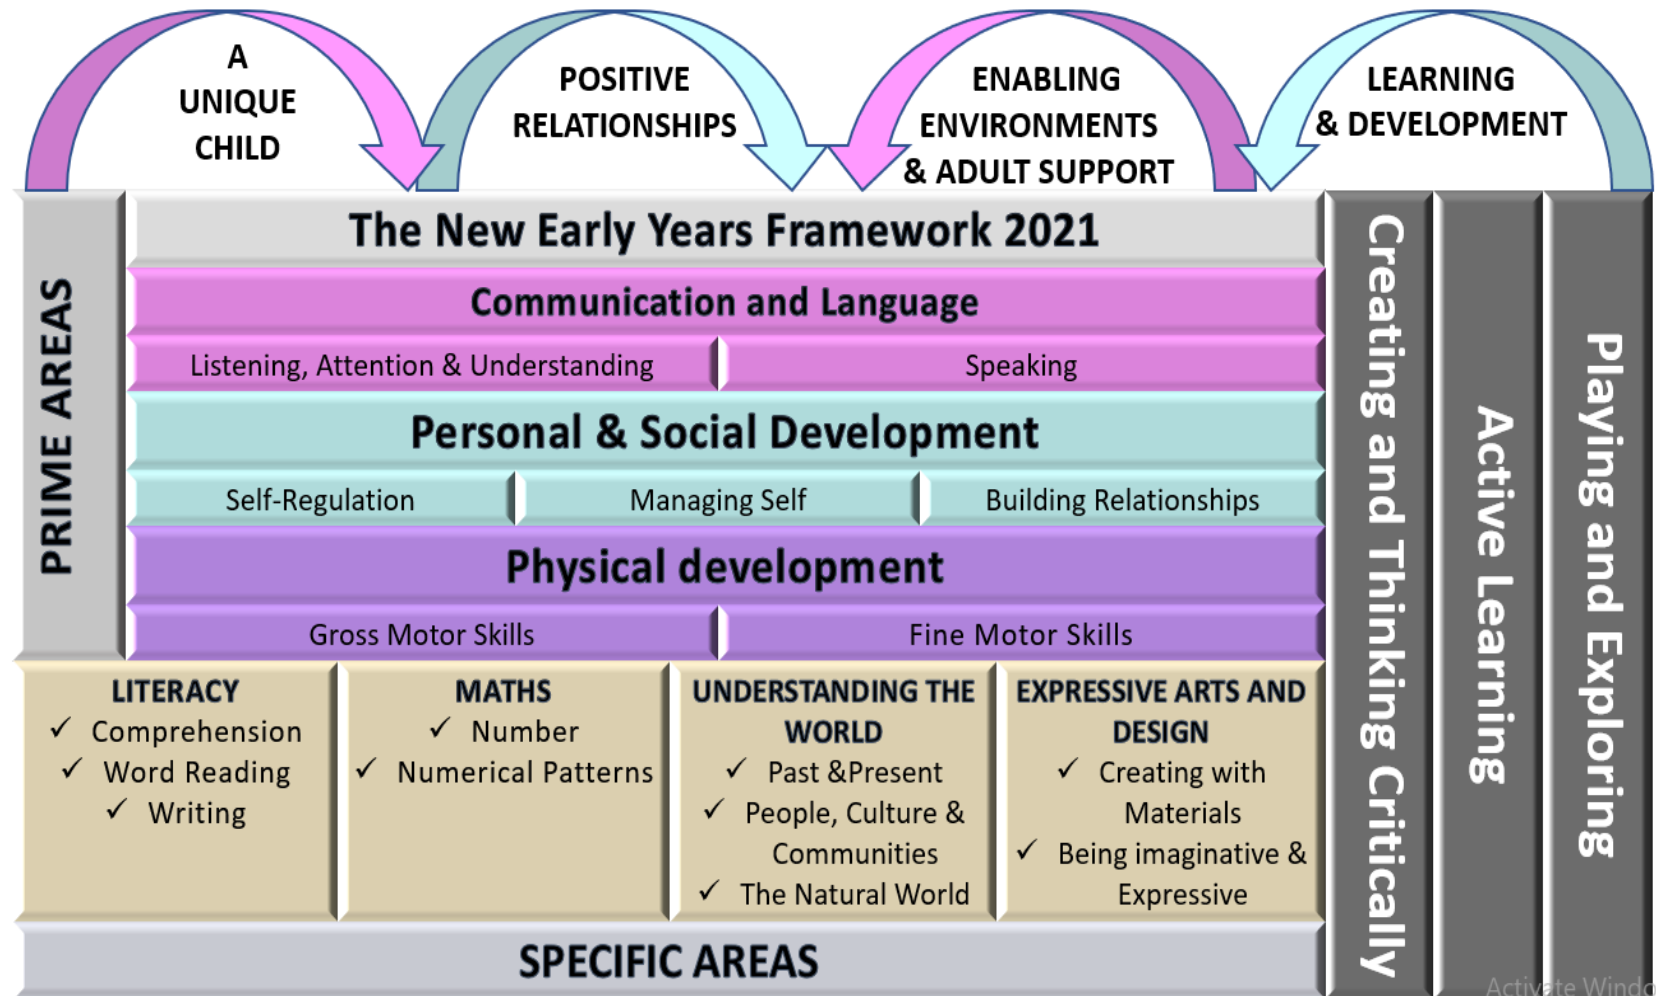 A
UNIQUE
CHILD
POSITIVE
RELATIONSHIPS
ENABLING
ENVIRONMENTS
& ADULT SUPPORT
LEARNING
& DEVELOPMENT
PRIME AREAS
The New Early Years Framework 2021
Communication and Language
Listening, Attention & Understanding
Speaking
Personal & Social Development
Self-Regulation
Managing Self
Building Relationships
Physical development
Gross Motor Skills
Fine Motor Skills
LITERACY
✓ Comprehension
✓ Word Reading
✓ Writing
MATHS
✓ Number
✓ Numerical Patterns
UNDERSTANDING THE
WORLD
✓ Past &Present
✓ People, Culture &
Communities
✓ The Natural World
EXPRESSIVE ARTS AND
DESIGN
✓ Creating with
Materials
✓ Being imaginative &
Expressive
SPECIFIC AREAS
Creating and Thinking Critically
Active Learning
Playing and Exploring
Activate Windo